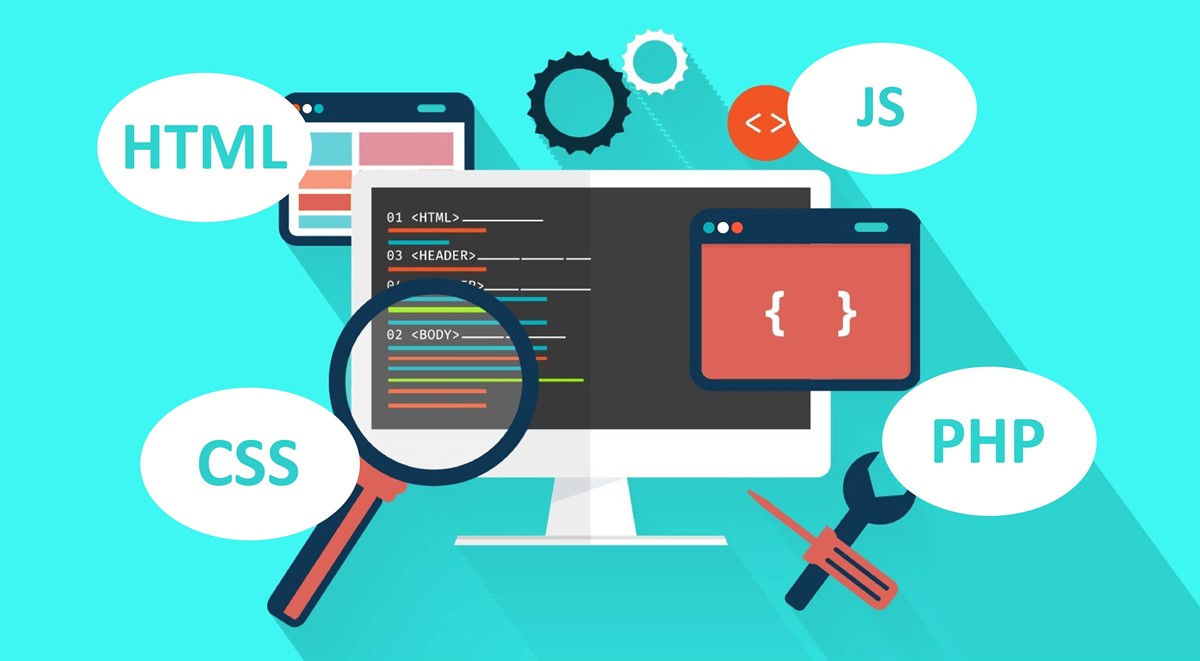 HTML
JS
< >
01 <HTML>
03 <HEADER>
02 <BODY>
{ }
CSS
PHP